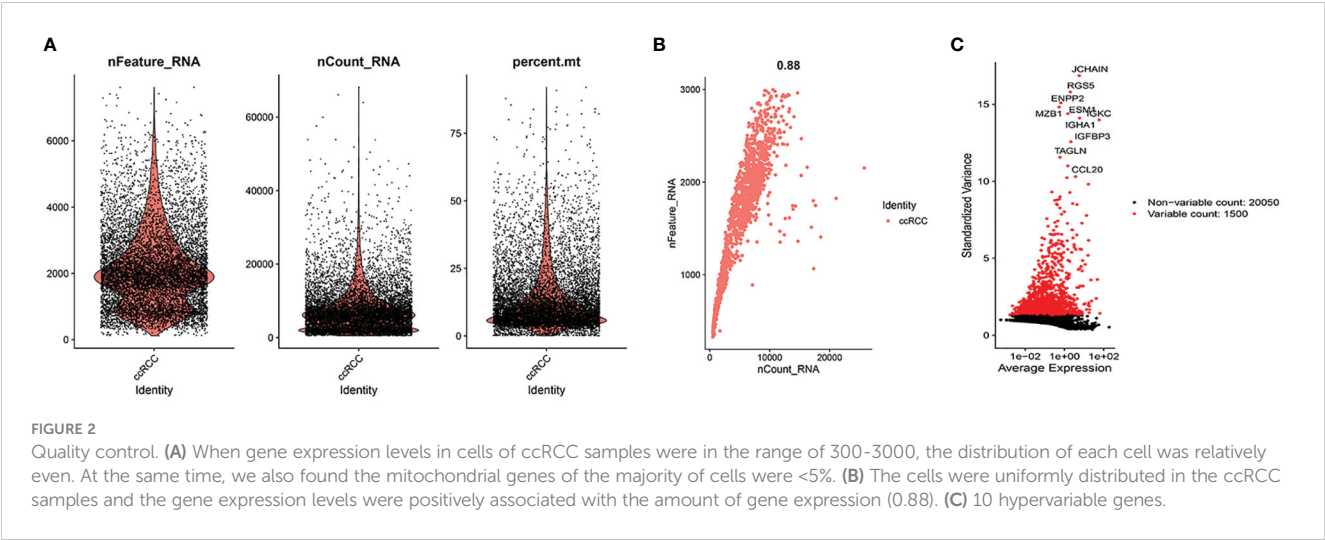 A
nFeature_RNA
6000
4000
2000
0
ccRCC
Identity
nCount_RNA
60000
40000
20000
0
ccRCC
Identity
percent.mt
75
50
25
0
ccRCC
Identity
B
0.88
nFeature_RNA
3000
2000
1000
0
10000
20000
nCount_RNA
Identity
ccRCC
C
Standardized Variance
15
10
5
0
JCHAIN
RGS5
ENPP2
MZB1
ESM1
IGKC
IGHA1
IGFBP3
TAGLN
CCL20
1e-02
1e+00
1e+02
Average Expression
Non-variable count: 20050
Variable count: 1500
FIGURE 2
Quality control. (A) When gene expression levels in cells of ccRCC samples were in the range of 300-3000, the distribution of each cell was relatively
even. At the same time, we also found the mitochondrial genes of the majority of cells were <5%. (B) The cells were uniformly distributed in the ccRCC
samples and the gene expression levels were positively associated with the amount of gene expression (0.88). (C) 10 hypervariable genes.